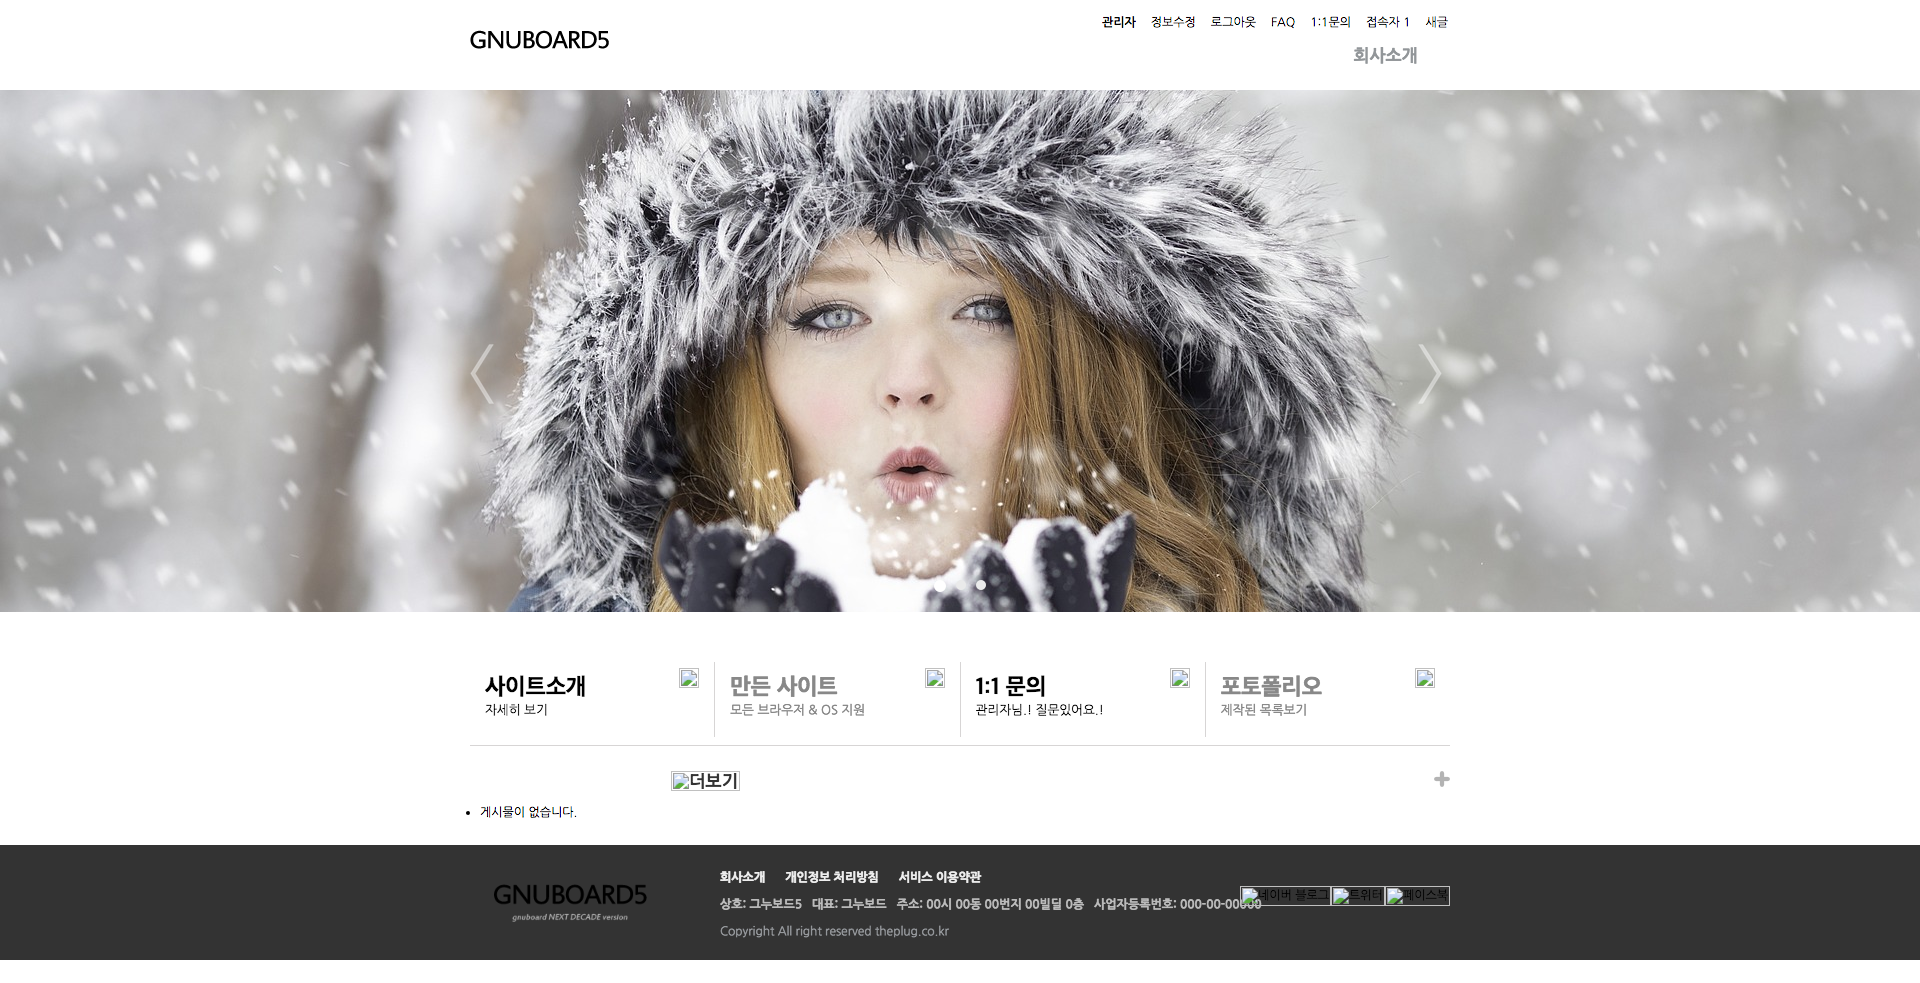 관리자 정보수정 로그아웃 FAQ 1:1문의 접속자 1 새글
GNUBOARD5
회사소개
사이트소개
자세히 보기
만든 사이트
모든 브라우저 & OS 지원
1:1 문의
관리자님.! 질문있어요.!
포토폴리오
제작된 목록보기
더보기
게시물이 없습니다.
GNUBOARD5
gnuboard NEXT DECADE version
회사소개 개인정보 처리방침 서비스 이용약관
상호: 그누보드5 대표: 그누보드 주소: 00시 00동 00번지 00빌딩 0층 사업자등록번호: 000-00-00000
네이버 블로그 트위터 페이스북
Copyright All right reserved theplug.co.kr